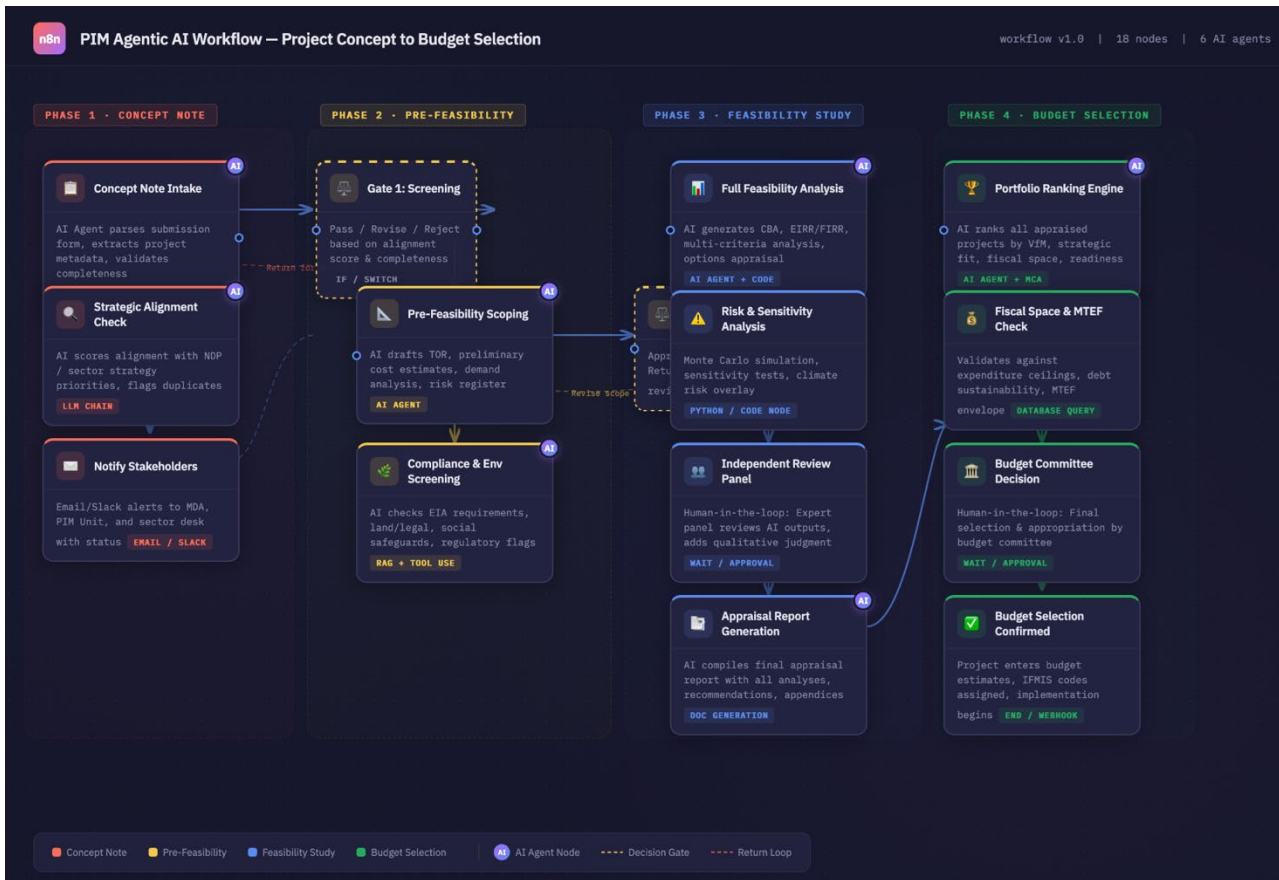 n8n
PIM Agentic AI Workflow — Project Concept to Budget Selection
workflow v1.0 | 18 nodes | 6 AI agents
PHASE 1 · CONCEPT NOTE
AI
Concept Note Intake
AI Agent parses submission
form, extracts project
metadata, validates
completeness
Return
AI
Strategic Alignment
Check
AI scores alignment with NDP
/ sector strategy
priorities, flags duplicates
LLM CHAIN
Notify Stakeholders
Email/Slack alerts to MDA,
PIM Unit, and sector desk
with status EMAIL / SLACK
PHASE 2 · PRE-FEASIBILITY
Gate 1: Screening
Pass / Revise / Reject
based on alignment
score & completeness
IF / SWITCH
AI
Pre-Feasibility Scoping
AI drafts TOR, preliminary
cost estimates, demand
analysis, risk register
AI AGENT
Revise scope
AI
Compliance & Env
Screening
AI checks EIA requirements,
land/legal, social
safeguards, regulatory flags
RAG + TOOL USE
Appr
Retu
revi
PHASE 3 · FEASIBILITY STUDY
AI
Full Feasibility Analysis
AI generates CBA, EIRR/FIRR,
multi-criteria analysis,
options appraisal
AI AGENT + CODE
Risk & Sensitivity
Analysis
Monte Carlo simulation,
sensitivity tests, climate
risk overlay
PYTHON / CODE NODE
Independent Review
Panel
Human-in-the-loop: Expert
panel reviews AI outputs,
adds qualitative judgment
WAIT / APPROVAL
AI
Appraisal Report
Generation
AI compiles final appraisal
report with all analyses,
recommendations, appendices
DOC GENERATION
PHASE 4 · BUDGET SELECTION
AI
Portfolio Ranking Engine
AI ranks all appraised
projects by VfM, strategic
fit, fiscal space, readiness
AI AGENT + MCA
Fiscal Space & MTEF
Check
Validates against
expenditure ceilings, debt
sustainability, MTEF
envelope DATABASE QUERY
Budget Committee
Decision
Human-in-the-loop: Final
selection & appropriation by
budget committee
WAIT / APPROVAL
Budget Selection
Confirmed
Project enters budget
estimates, IFMIS codes
assigned, implementation
begins END / WEBHOOK
Concept Note
Pre-Feasibility
Feasibility Study
Budget Selection
AI AI Agent Node
Decision Gate
Return Loop